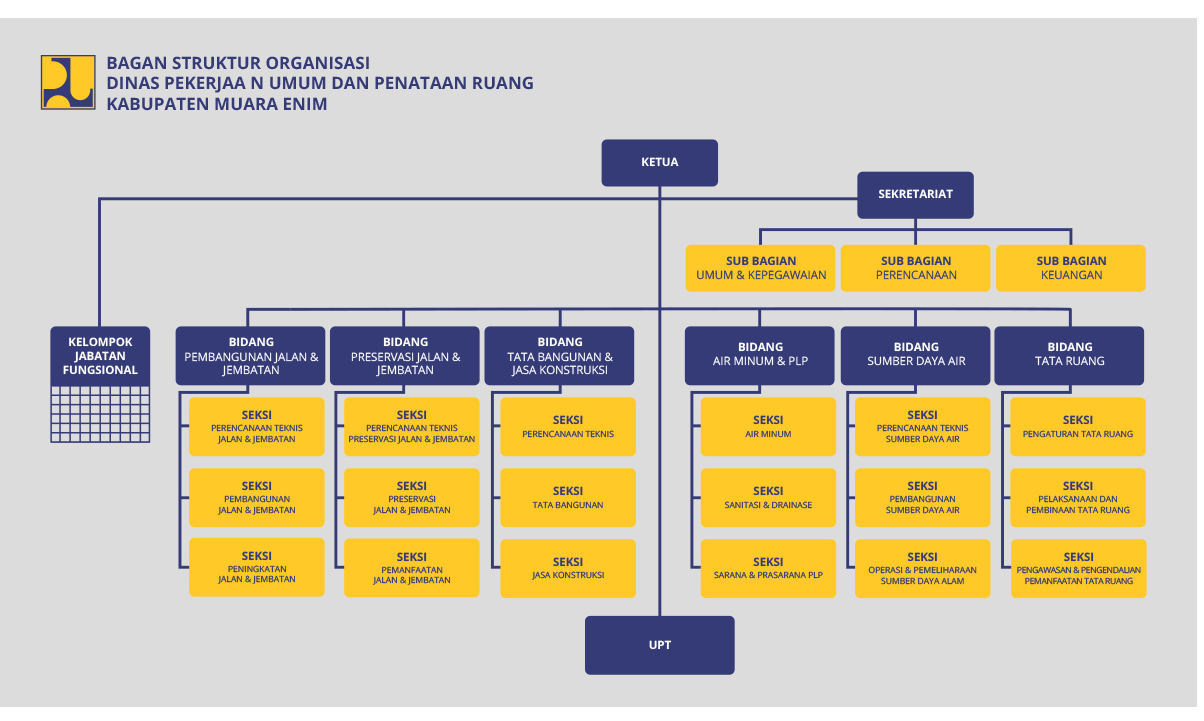 BAGAN STRUKTUR ORGANISASI
DINAS PEKERJAA N UMUM DAN PENATAAN RUANG
KABUPATEN MUARA ENIM
KETUA
SEKRETARIAT
SUB BAGIAN
UMUM & KEPEGAWAIAN
SUB BAGIAN
PERENCANAAN
SUB BAGIAN
KEUANGAN
KELOMPOK
JABATAN
FUNGSIONAL
BIDANG
PEMBANGUNAN JALAN &
JEMBATAN
BIDANG
PRESERVASI JALAN &
JEMBATAN
BIDANG
TATA BANGUNAN &
JASA KONSTRUKSI
BIDANG
AIR MINUM & PLP
BIDANG
SUMBER DAYA AIR
BIDANG
TATA RUANG
SEKSI
PERENCANAAN TEKNIS
JALAN & JEMBATAN
SEKSI
PERENCANAAN TEKNIS
PRESERVASI JALAN & JEMBATAN
SEKSI
PERENCANAAN TEKNIS
SEKSI
AIR MINUM
SEKSI
PERENCANAAN TEKNIS
SUMBER DAYA AIR
SEKSI
PENGATURAN TATA RUANG
SEKSI
PEMBANGUNAN
JALAN & JEMBATAN
SEKSI
PRESERVASI
JALAN & JEMBATAN
SEKSI
TATA BANGUNAN
SEKSI
SANITASI & DRAINASE
SEKSI
PEMBANGUNAN
SUMBER DAYA AIR
SEKSI
PELAKSANAAN DAN
PEMBINAAN TATA RUANG
SEKSI
PENINGKATAN
JALAN & JEMBATAN
SEKSI
PEMANFAATAN
JALAN & JEMBATAN
SEKSI
JASA KONSTRUKSI
SEKSI
SARANA & PRASARANA PLP
SEKSI
OPERASI & PEMELIHARAAN
SUMBER DAYA ALAM
SEKSI
PENGAWASAN & PENGENDALIAN
PEMANFAATAN TATA RUANG
UPT